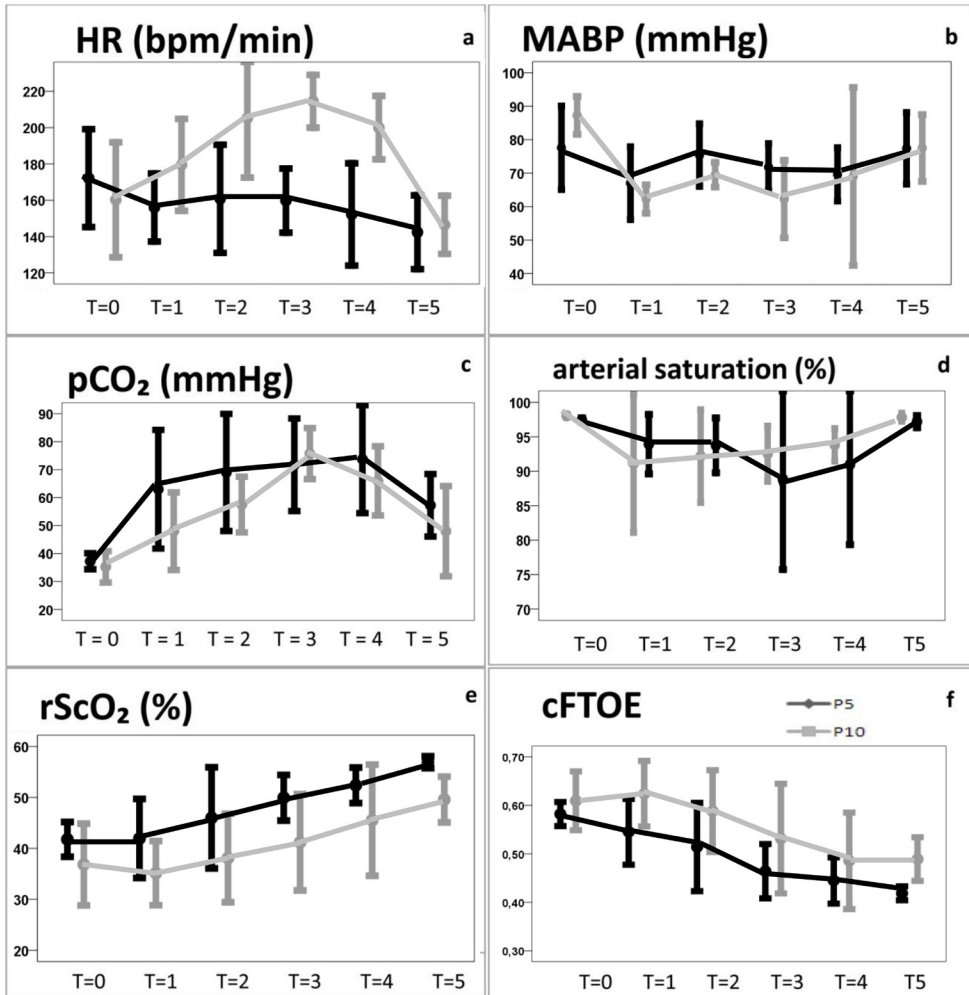 HR (bpm/min)
a
220
200
180
160
140
120
T=0 T=1 T=2 T=3 T=4 T=5
MABP (mmHg)
b
100
90
80
70
60
50
40
T=0 T=1 T=2 T=3 T=4 T=5
pCO₂ (mmHg)
c
90
80
70
60
50
40
30
20
T = 0 T = 1 T = 2 T = 3 T = 4 T = 5
arterial saturation (%)
d
100
95
90
85
80
75
70
T=0 T=1 T=2 T=3 T=4 T5
rScO₂ (%)
e
60
50
40
30
20
T=0 T=1 T=2 T=3 T=4 T=5
cFTOE
f
P5
P10
0,70
0,60
0,50
0,40
0,30
T=0 T=1 T=2 T=3 T=4 T5